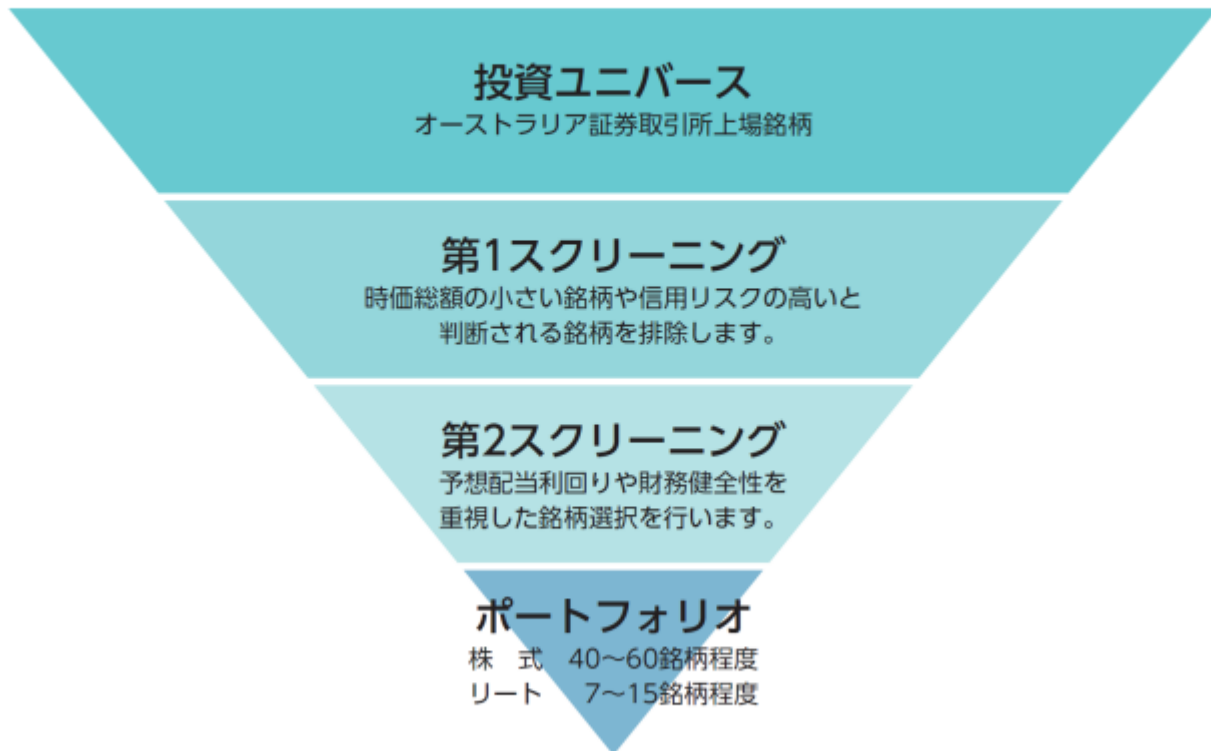 投資ユニバース
オーストラリア証券取引所上場銘柄
第1スクリーニング
時価総額の小さい銘柄や信用リスクの高いと
判断される銘柄を排除します。
第2スクリーニング
予想配当利回りや財務健全性を
重視した銘柄選択を行います。
ポートフォリオ
株　式　40～60銘柄程度
リート　7～15銘柄程度